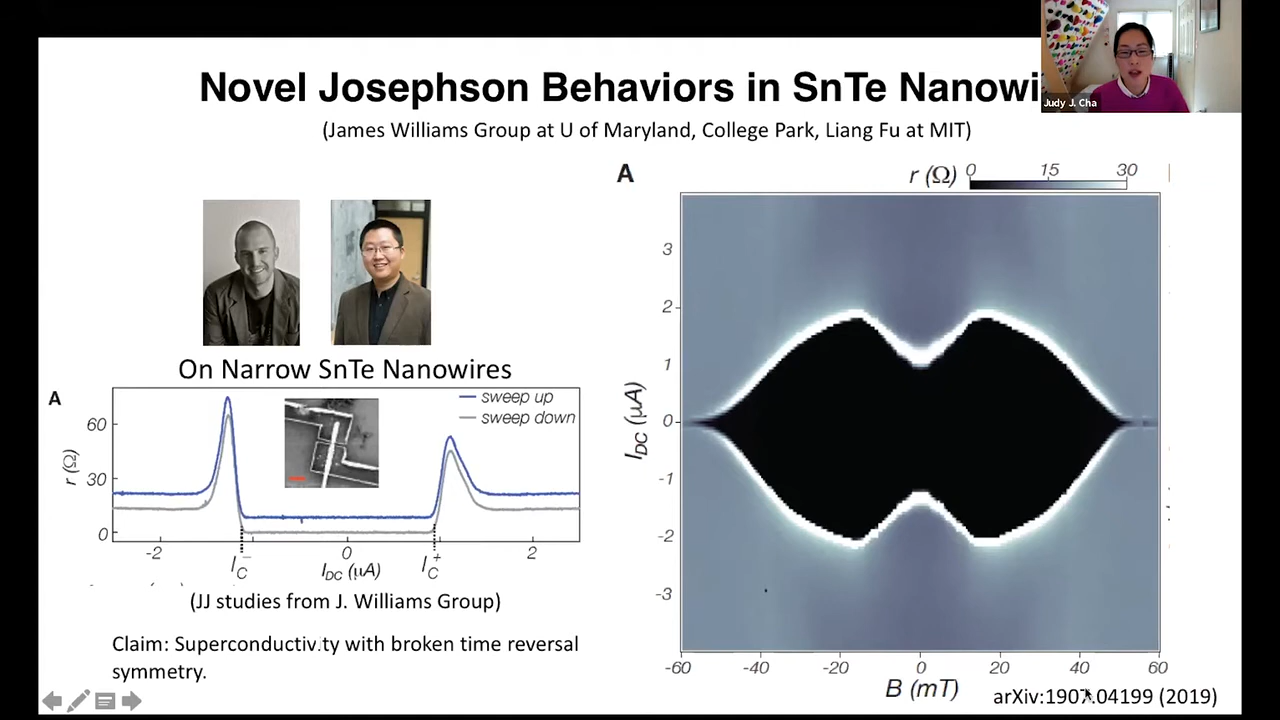 Novel Josephson Behaviors in SnTe Nanowi
Judy J. Cha
(James Williams Group at U of Maryland, College Park, Liang Fu at MIT)
On Narrow SnTe Nanowires
A
sweep up
sweep down
r (Ω)
60
30
0
-2
0
2
I_C^-
I_DC (μA)
I_C^+
(JJ studies from J. Williams Group)
Claim: Superconductivity with broken time reversal
symmetry.
A
r (Ω)
0
15
30
I_DC (μA)
3
2
1
0
-1
-2
-3
-60
-40
-20
0
20
40
60
B (mT)
arXiv:1907.04199 (2019)